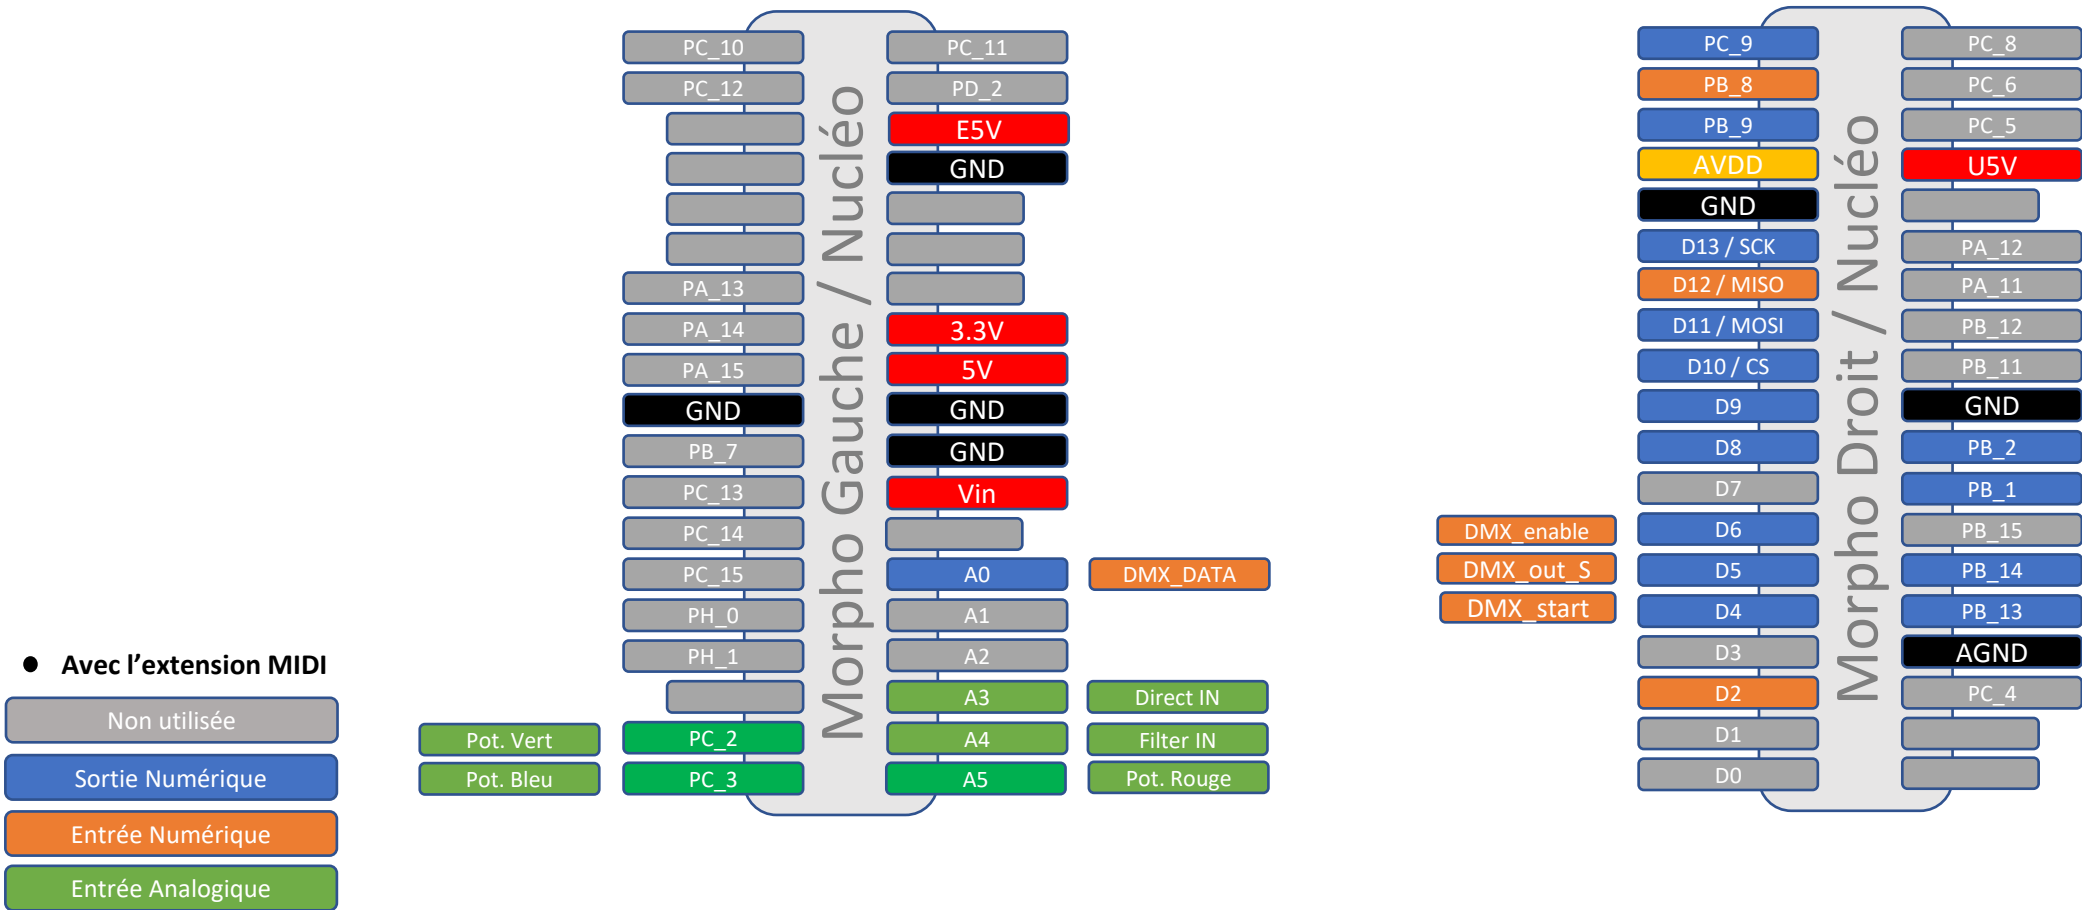 PC_10
PC_12
PA_13
PA_14
PA_15
GND
PB_7
PC_13
PC_14
PC_15
PH_0
PH_1
Pot. Vert
PC_2
Pot. Bleu
PC_3
Morpho Gauche / Nucléo
PC_11
PD_2
E5V
GND
3.3V
5V
GND
GND
Vin
A0
DMX_DATA
A1
A2
A3
Direct IN
A4
Filter IN
A5
Pot. Rouge
PC_9
PB_8
PB_9
AVDD
GND
D13 / SCK
D12 / MISO
D11 / MOSI
D10 / CS
D9
D8
D7
DMX_enable
D6
DMX_out_S
D5
DMX_start
D4
D3
D2
D1
D0
Morpho Droit / Nucléo
PC_8
PC_6
PC_5
U5V
PA_12
PA_11
PB_12
PB_11
GND
PB_2
PB_1
PB_15
PB_14
PB_13
AGND
PC_4
● Avec l’extension MIDI
Non utilisée
Sortie Numérique
Entrée Numérique
Entrée Analogique